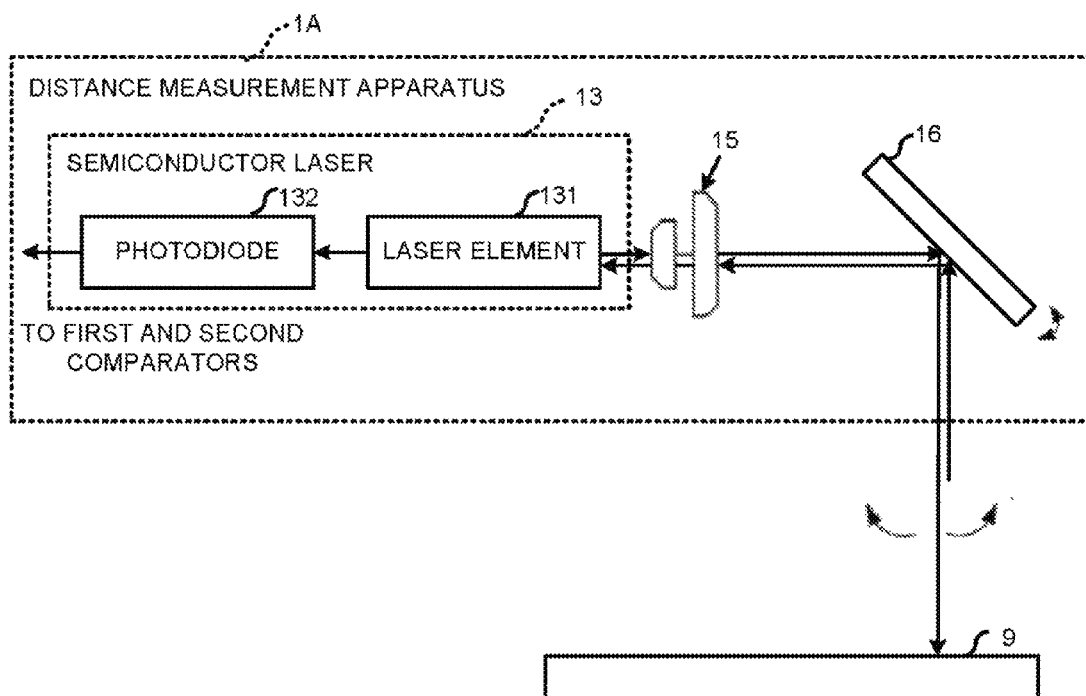 1A
DISTANCE MEASUREMENT APPARATUS
13
SEMICONDUCTOR LASER
132
131
15
16
PHOTODIODE
LASER ELEMENT
TO FIRST AND SECOND
COMPARATORS
9